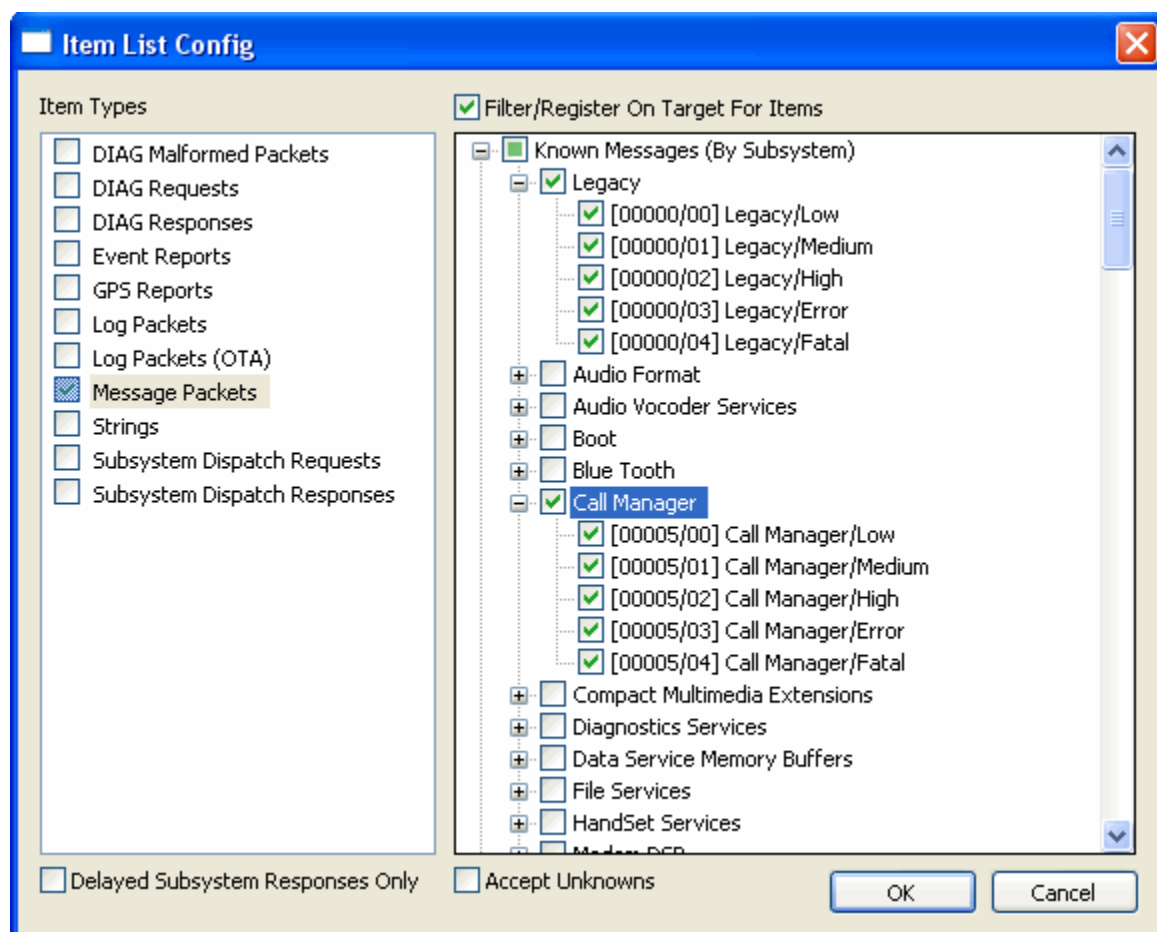 Item List Config
Item Types
DIAG Malformed Packets
DIAG Requests
DIAG Responses
Event Reports
GPS Reports
Log Packets
Log Packets (OTA)
Message Packets
Strings
Subsystem Dispatch Requests
Subsystem Dispatch Responses
Delayed Subsystem Responses Only
Filter/Register On Target For Items
Known Messages (By Subsystem)
Legacy
[00000/00] Legacy/Low
[00000/01] Legacy/Medium
[00000/02] Legacy/High
[00000/03] Legacy/Error
[00000/04] Legacy/Fatal
Audio Format
Audio Vocoder Services
Boot
Blue Tooth
Call Manager
[00005/00] Call Manager/Low
[00005/01] Call Manager/Medium
[00005/02] Call Manager/High
[00005/03] Call Manager/Error
[00005/04] Call Manager/Fatal
Compact Multimedia Extensions
Diagnostics Services
Data Service Memory Buffers
File Services
HandSet Services
Accept Unknowns
OK
Cancel